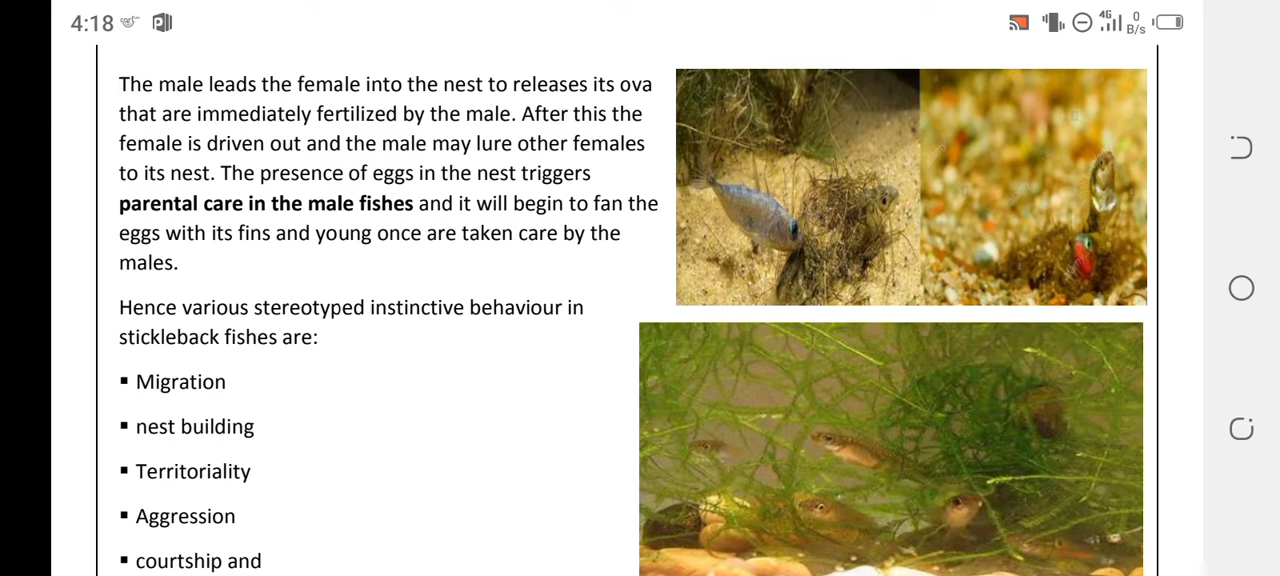 4:18
4G
0
B/s
The male leads the female into the nest to releases its ova
that are immediately fertilized by the male. After this the
female is driven out and the male may lure other females
to its nest. The presence of eggs in the nest triggers
parental care in the male fishes and it will begin to fan the
eggs with its fins and young once are taken care by the
males.
Hence various stereotyped instinctive behaviour in
stickleback fishes are:
▪ Migration
▪ nest building
▪ Territoriality
▪ Aggression
▪ courtship and